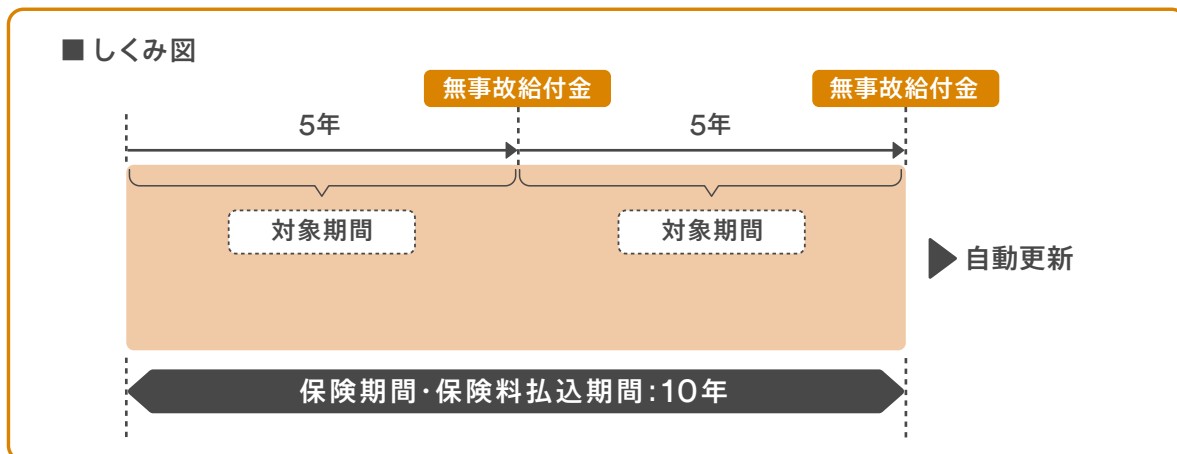 ■しくみ図
無事故給付金
無事故給付金
5年
5年
対象期間
対象期間
自動更新
保険期間・保険料払込期間:10年